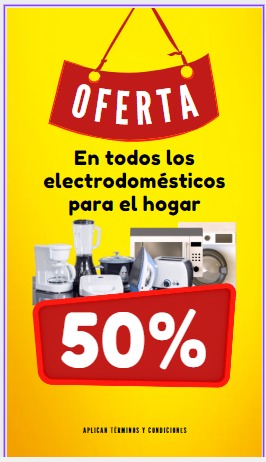 OFERTA
En todos los
electrodomésticos
para el hogar
50%
APLICAN TÉRMINOS Y CONDICIONES